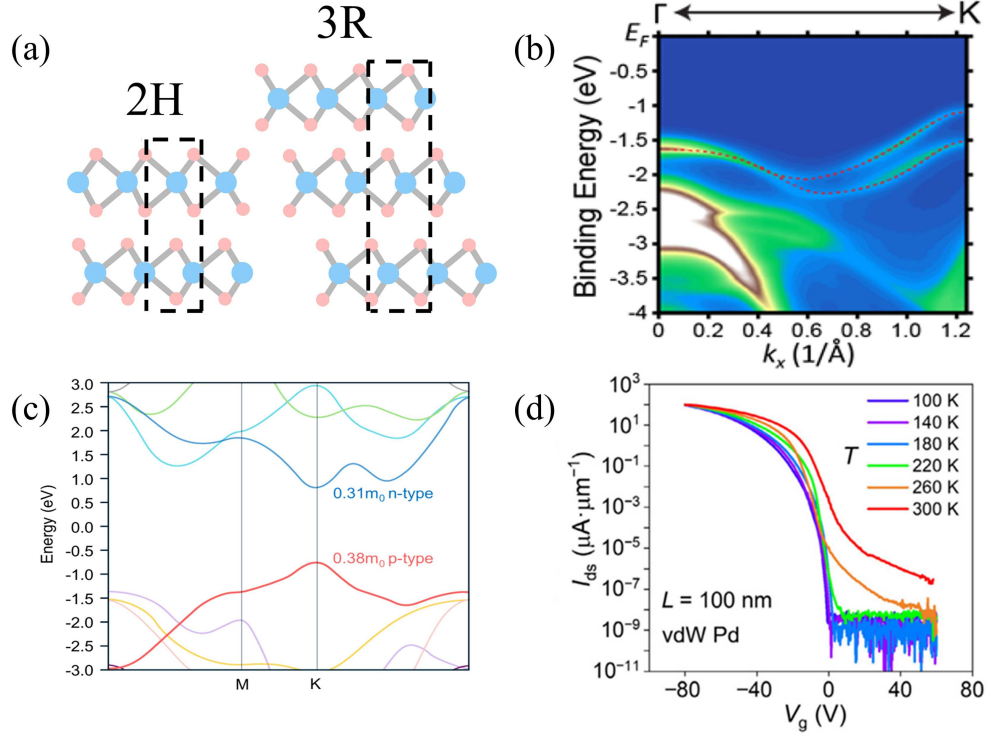 (a)
2H
3R
(b)
Γ
K
E_F
-0.5
-1
-1.5
-2
-2.5
-3
-3.5
-4
Binding Energy (eV)
0
0.2
0.4
0.6
0.8
1.0
1.2
k_x (1/Å)
(c)
3.0
2.5
2.0
1.5
1.0
0.5
0.0
-0.5
-1.0
-1.5
-2.0
-2.5
-3.0
Energy (eV)
0.31m₀ n-type
0.38m₀ p-type
M
K
(d)
10³
10¹
10⁻¹
10⁻³
10⁻⁵
10⁻⁷
10⁻⁹
10⁻¹¹
I_ds (μA·μm⁻¹)
T
100 K
140 K
180 K
220 K
260 K
300 K
L = 100 nm
vdW Pd
−80
−40
0
40
80
V_g (V)